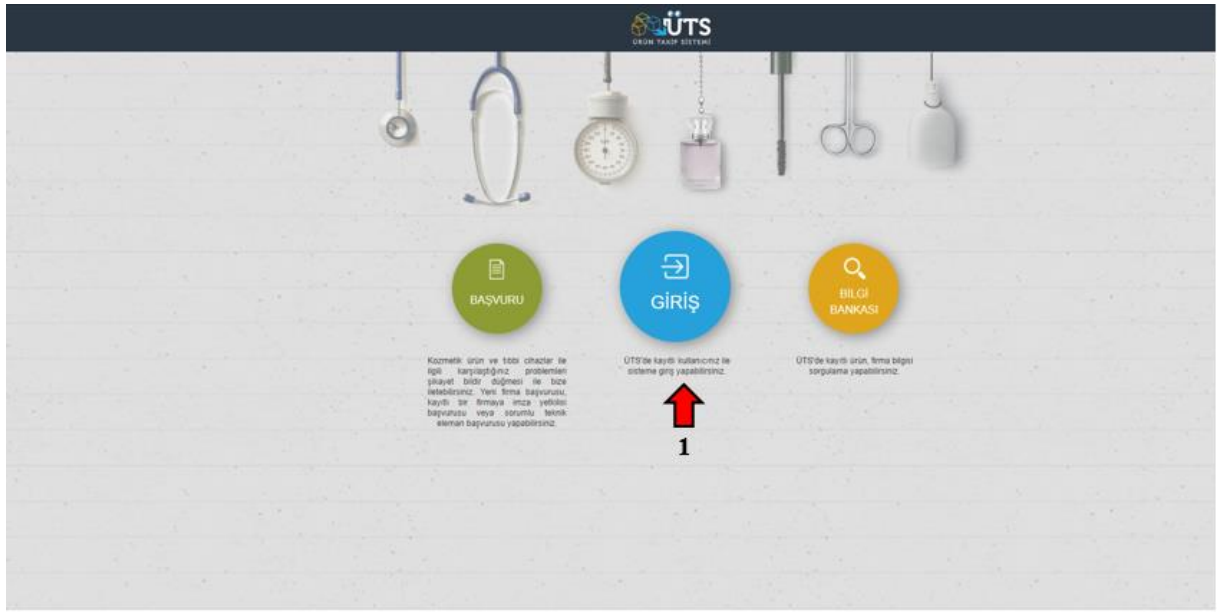 ÜTS
ÜRÜN TAKİP SİSTEMİ
BAŞVURU
Kozmetik ürün ve tıbbi cihazlar ile
ilgili karşılaştığınız problemleri
şikayet bildir düğmesi ile bize
iletebilirsiniz. Yeni firma başvurusu,
kayıtlı bir firmaya imza yetkilisi
başvurusu veya sorumlu teknik
eleman başvurusu yapabilirsiniz.
GİRİŞ
ÜTS'de kayıtlı kullanıcınız ile
sisteme giriş yapabilirsiniz.
1
BİLGİ
BANKASI
ÜTS'de kayıtlı ürün, firma bilgisi
sorgulama yapabilirsiniz.